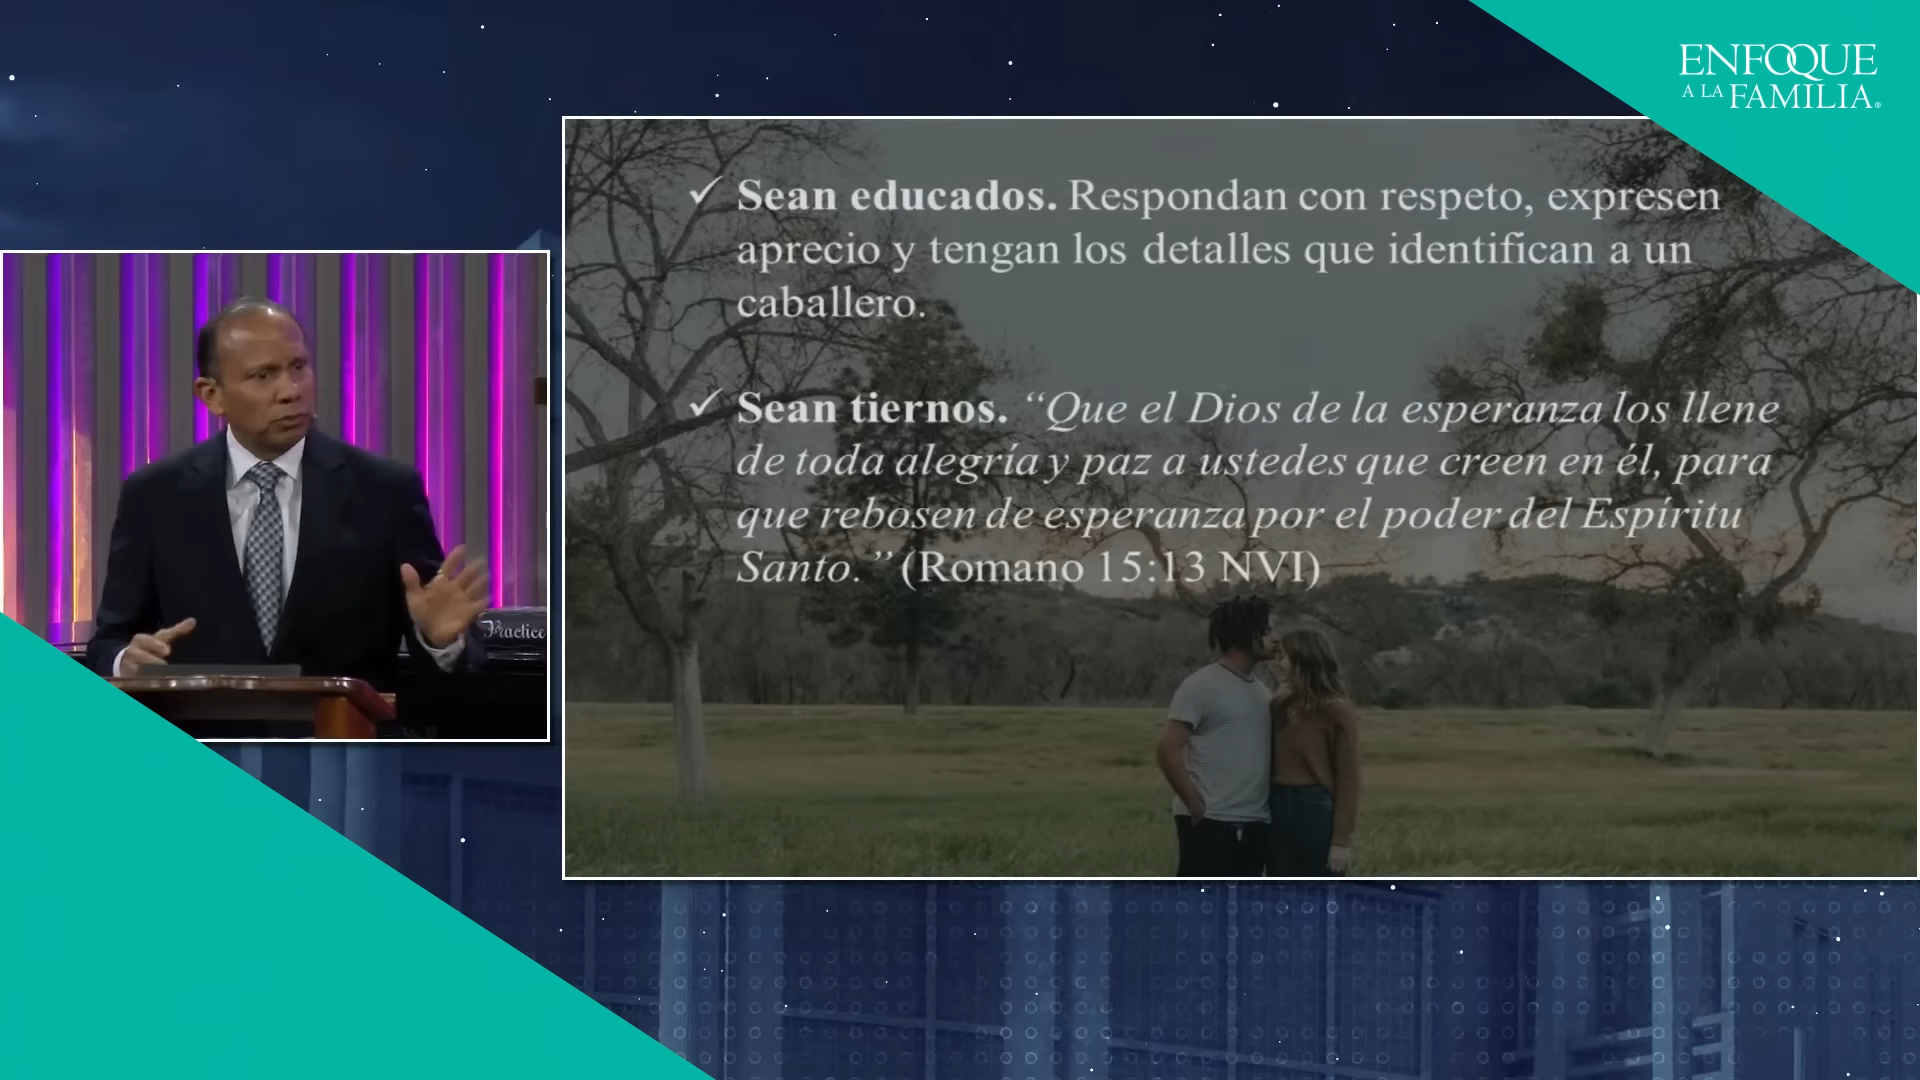 ENFOQUE
A LA FAMILIA®
✓ Sean educados. Respondan con respeto, expresen
aprecio y tengan los detalles que identifican a un
caballero.
✓ Sean tiernos. “Que el Dios de la esperanza los llene
de toda alegría y paz a ustedes que creen en él, para
que rebosen de esperanza por el poder del Espíritu
Santo.” (Romano 15:13 NVI)
Practice